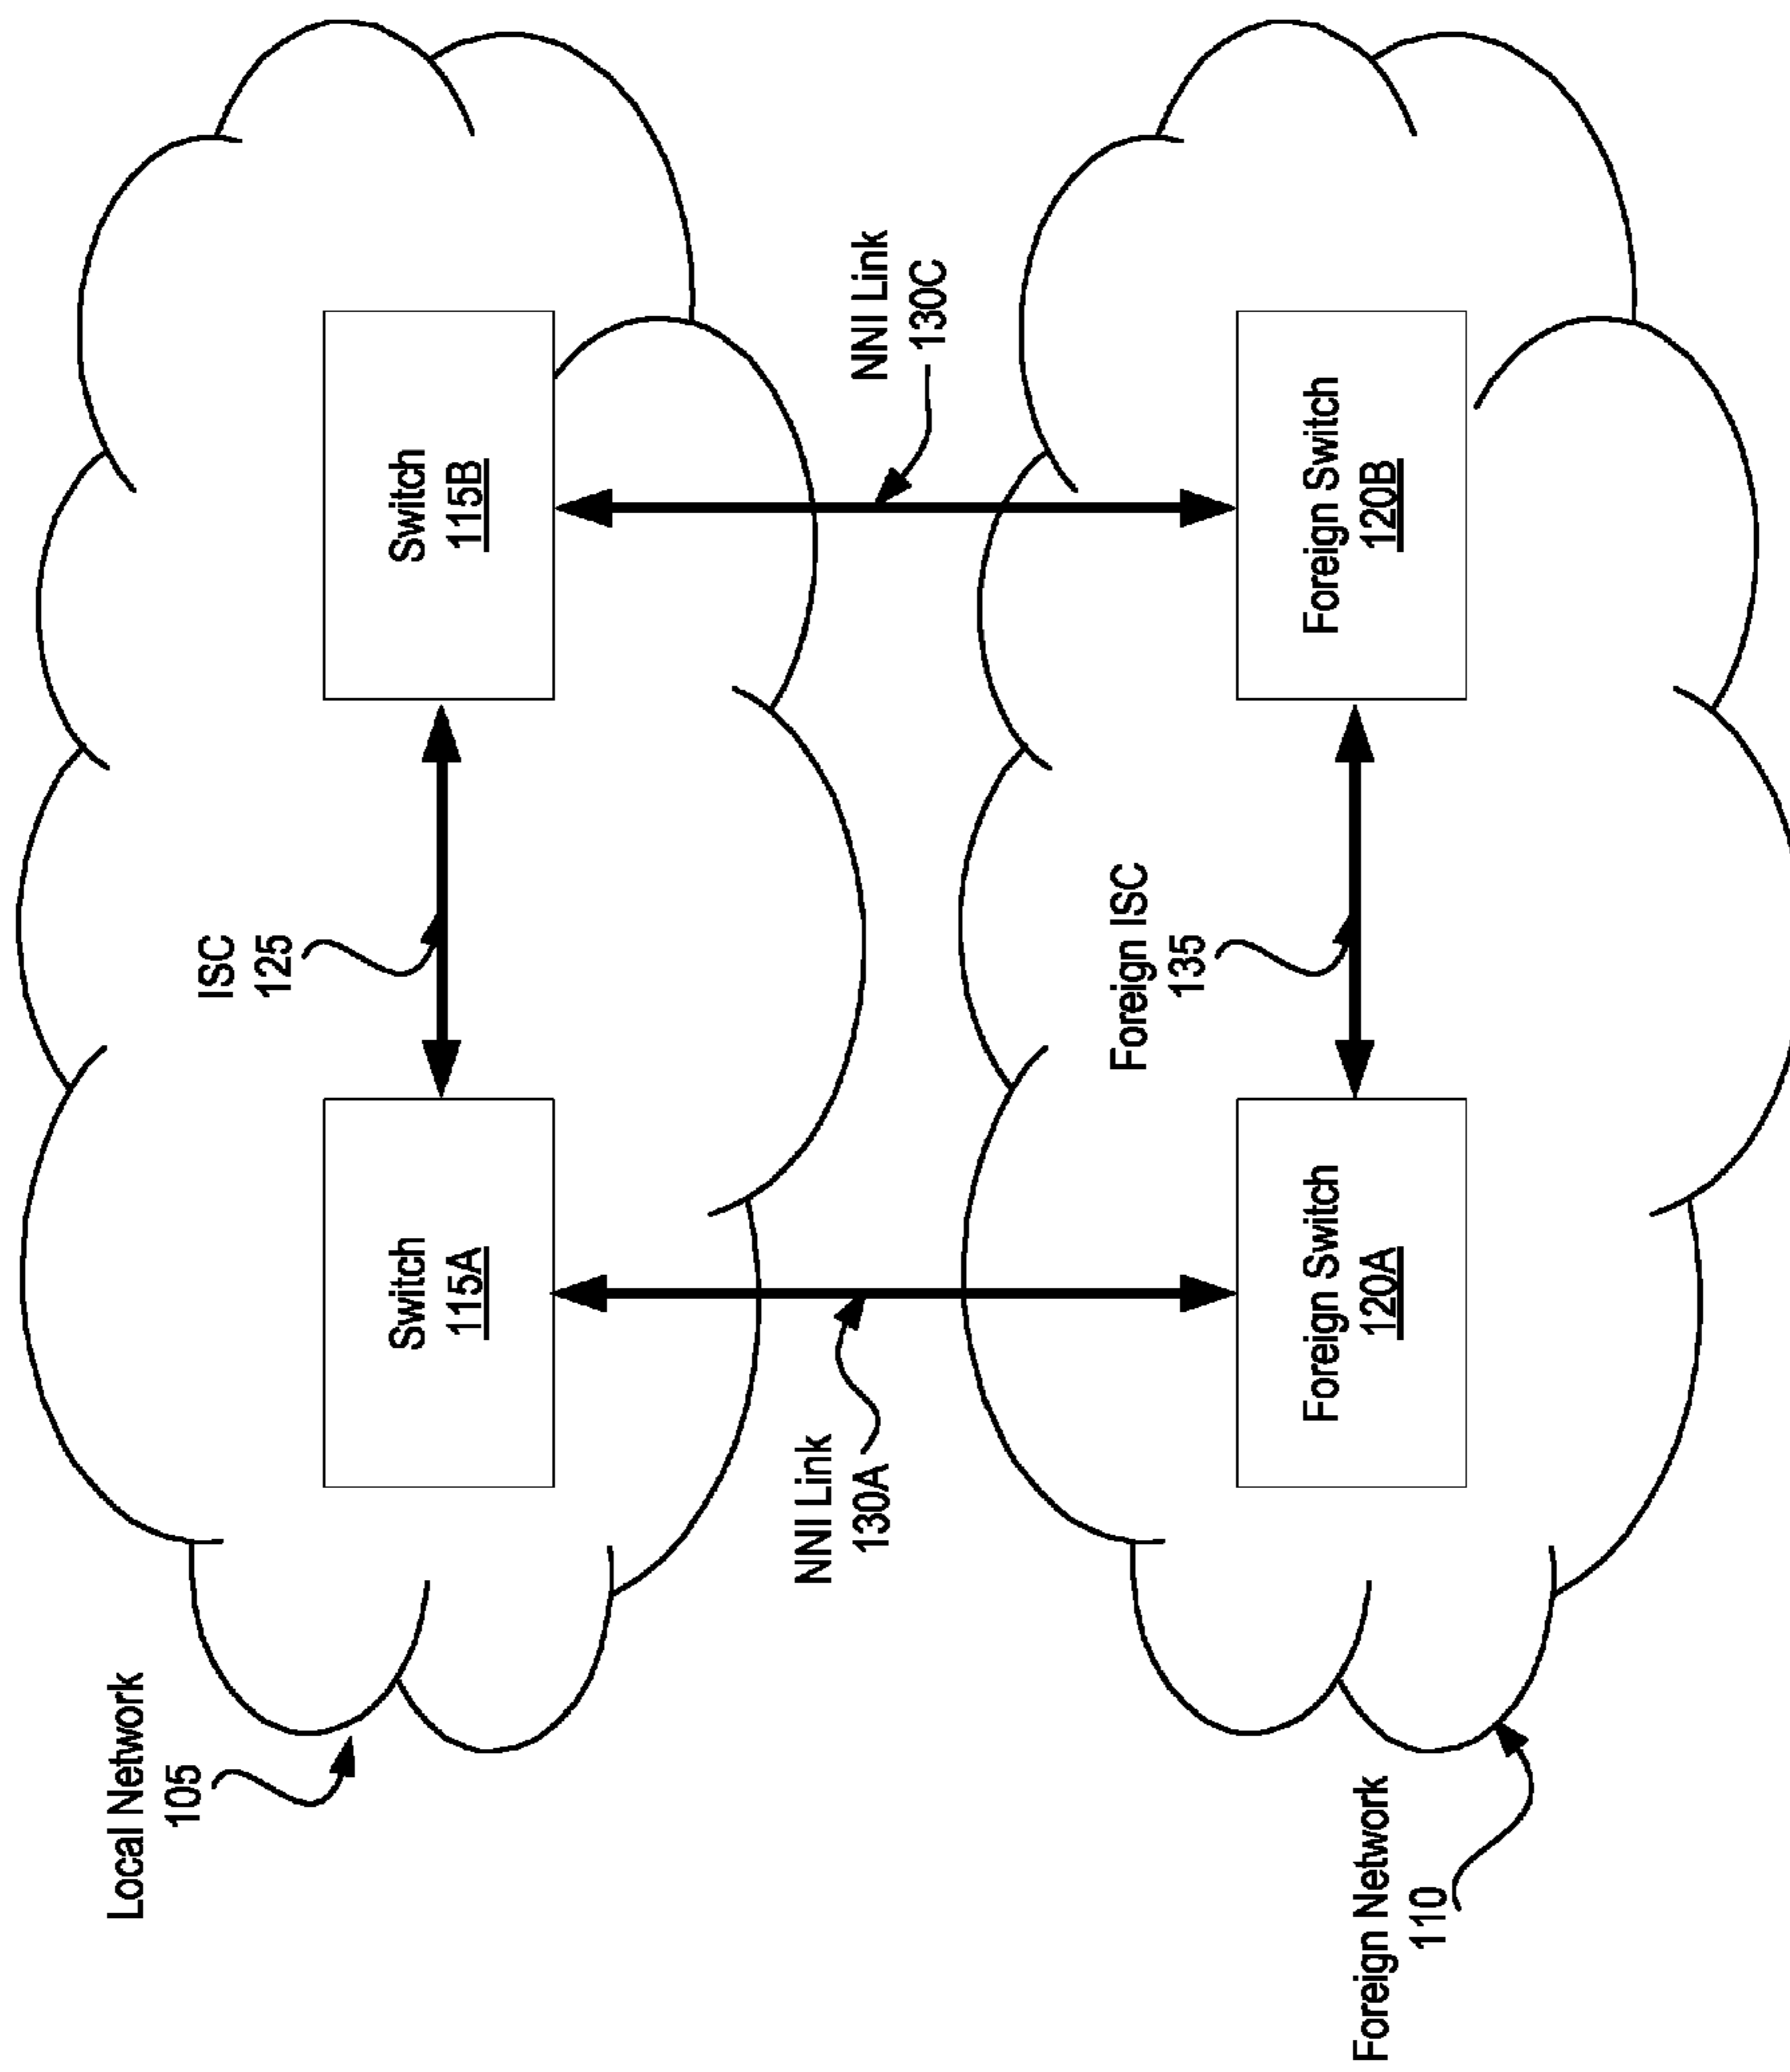 Local Network
105
ISC
125
Switch
115A
Switch
115B
NNI Link
130A
NNI Link
130C
Foreign ISC
135
Foreign Switch
120A
Foreign Switch
120B
Foreign Network
110